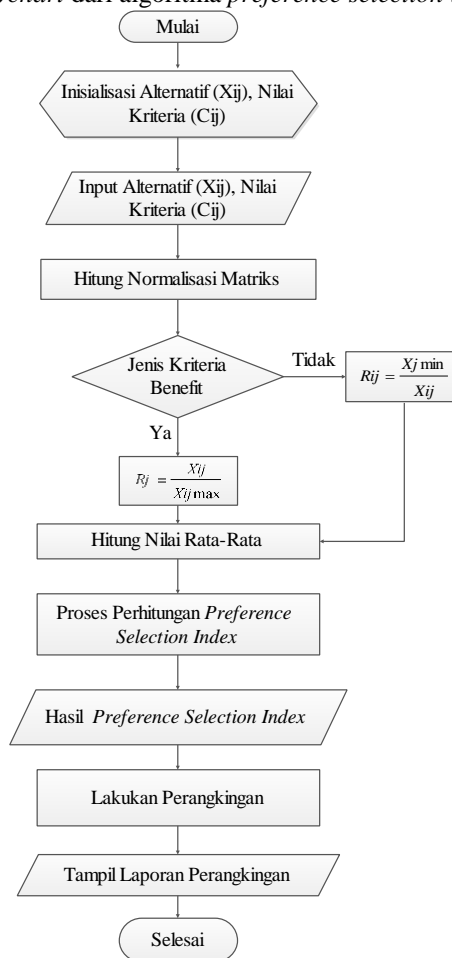 dari algoritma preference selection
Mulai
Inisialisasi Alternatif (Xij), Nilai
Kriteria (Cij)
Input Alternatif (Xij), Nilai
Kriteria (Cij)
Hitung Normalisasi Matriks
Jenis Kriteria
Benefit
Tidak
Rij = Xj min / Xij
Ya
Rj = Xij / Xij max
Hitung Nilai Rata-Rata
Proses Perhitungan Preference
Selection Index
Hasil Preference Selection Index
Lakukan Perangkingan
Tampil Laporan Perangkingan
Selesai